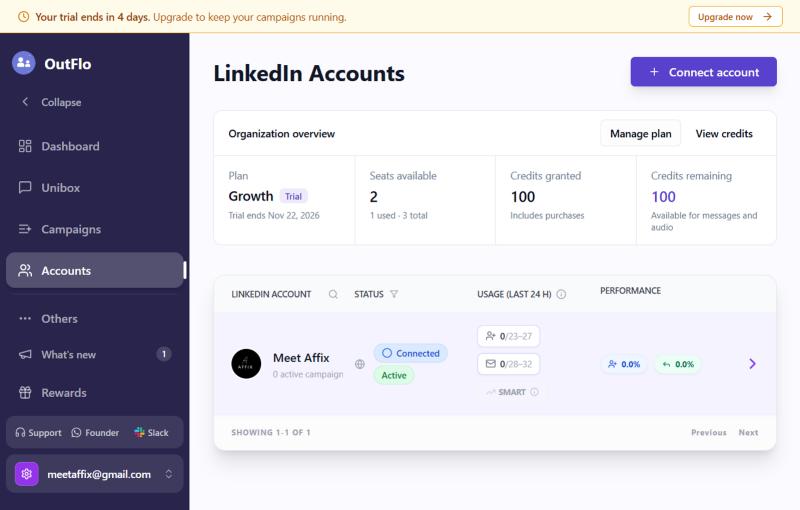 Your trial ends in 4 days. Upgrade to keep your campaigns running.
Upgrade now
OutFlo
Collapse
Dashboard
Unibox
Campaigns
Accounts
Others
What's new 1
Rewards
Support Founder Slack
meetaffix@gmail.com
LinkedIn Accounts
Connect account
Organization overview
Manage plan View credits
Plan
Growth Trial
Trial ends Nov 22, 2026
Seats available
2
1 used · 3 total
Credits granted
100
Includes purchases
Credits remaining
100
Available for messages and
audio
LINKEDIN ACCOUNT STATUS USAGE (LAST 24 H) PERFORMANCE
AFFIX
Meet Affix
0 active campaign
Connected
Active
0/23–27
0/28–32
SMART
0.0% 0.0%
SHOWING 1-1 OF 1
Previous Next